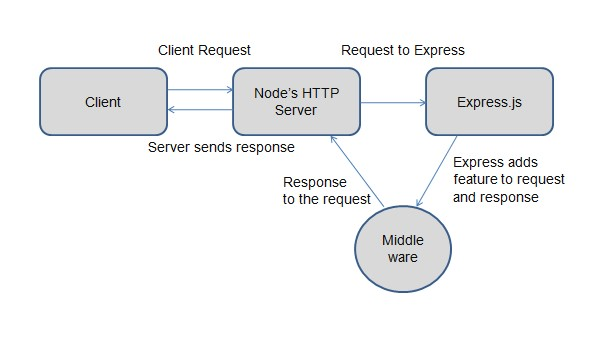 Client Request
Request to Express
Client
Node's HTTP
Server
Express.js
Server sends response
Express adds
feature to request
and response
Response
to the request
Middle
ware